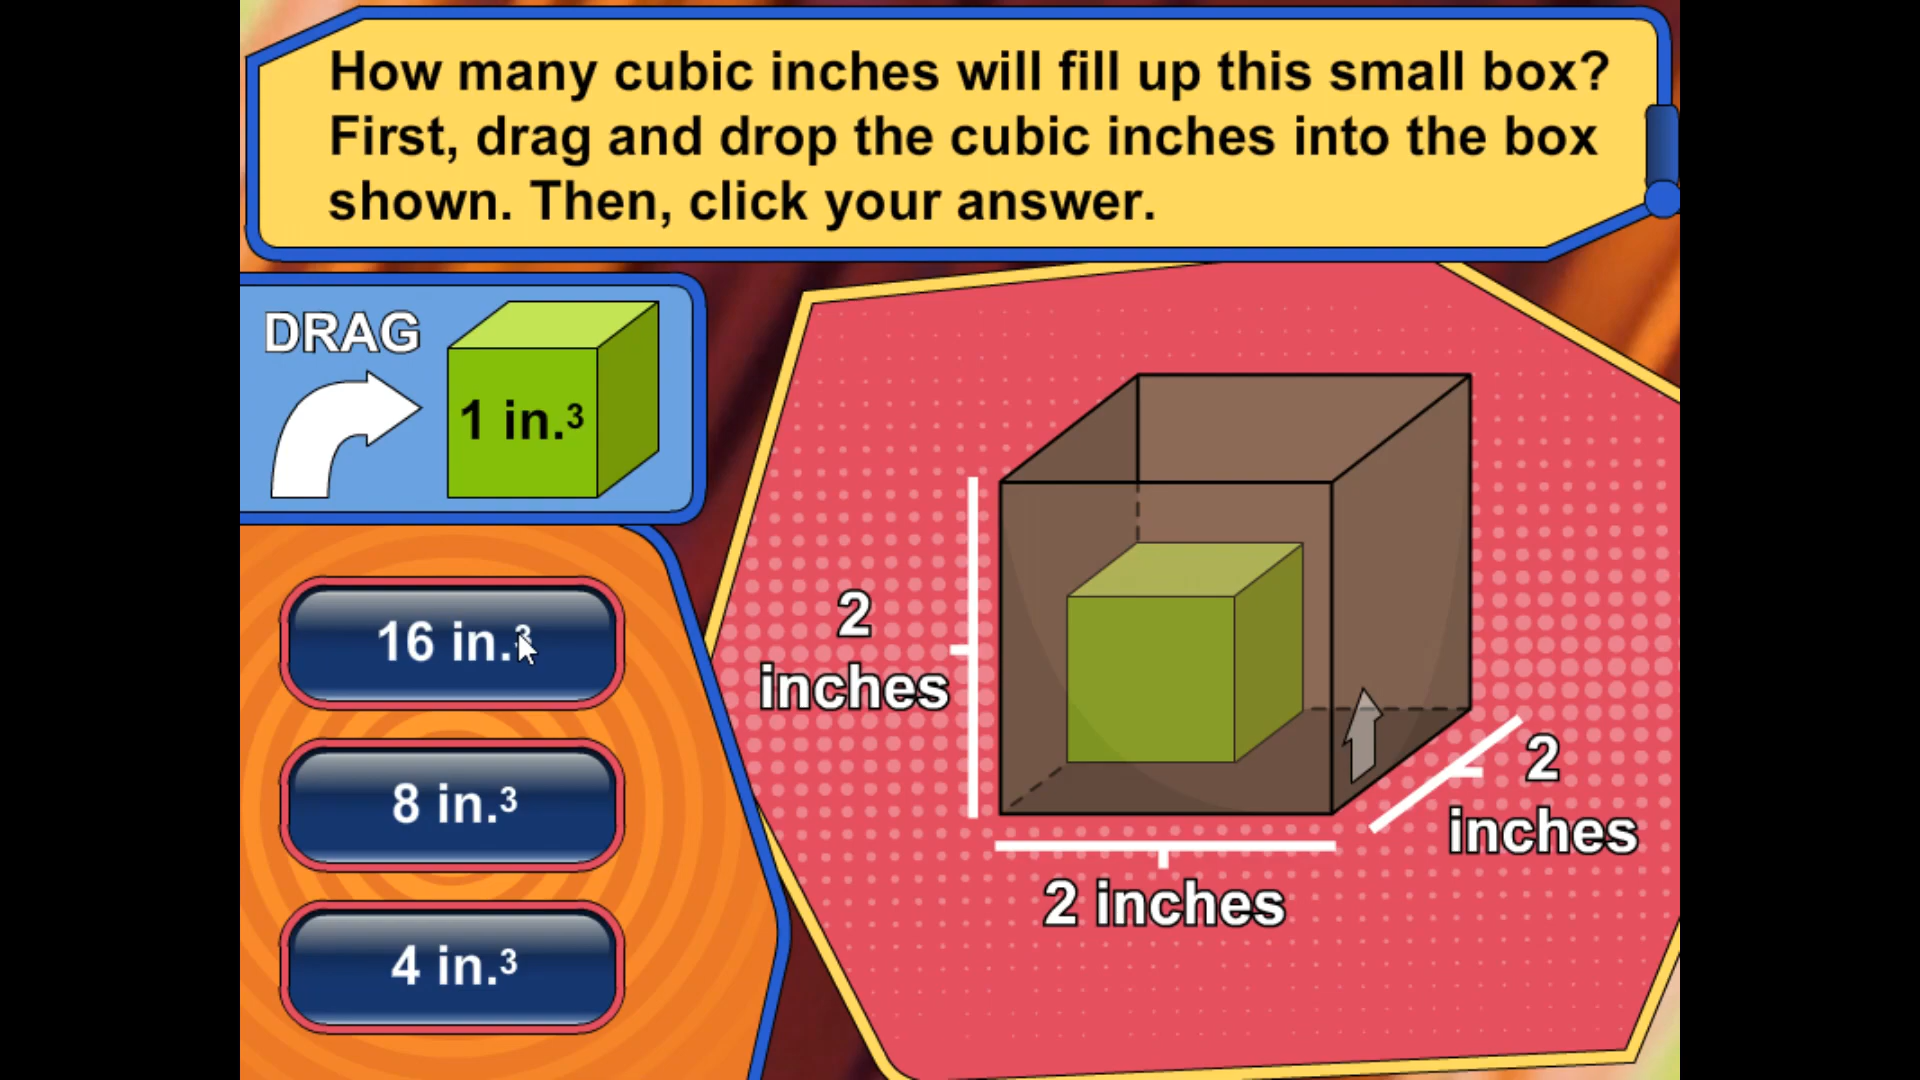 How many cubic inches will fill up this small box?
First, drag and drop the cubic inches into the box
shown. Then, click your answer.
DRAG
1 in.³
16 in.³
8 in.³
4 in.³
2
inches
2
inches
2 inches